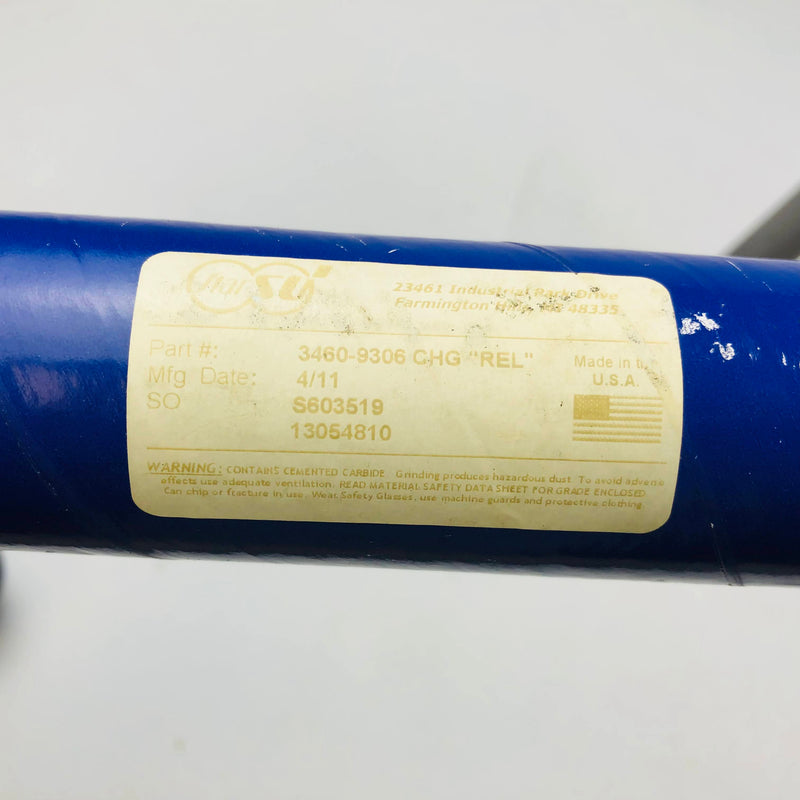 23461 Industrial Park Drive
Farmington 48335
Part #: 3460-9306 CHG "REL"
Mfg Date: 4/11
SO S603519
13054810
Made in
U.S.A.
WARNING: CONTAINS CEMENTED CARBIDE. Grinding produces hazardous dust. To avoid adverse
effects use adequate ventilation. READ MATERIAL SAFETY DATA SHEET FOR GRADE ENCLOSED.
Can chip or fracture in use. Wear Safety Glasses, use machine guards and protective clothing.